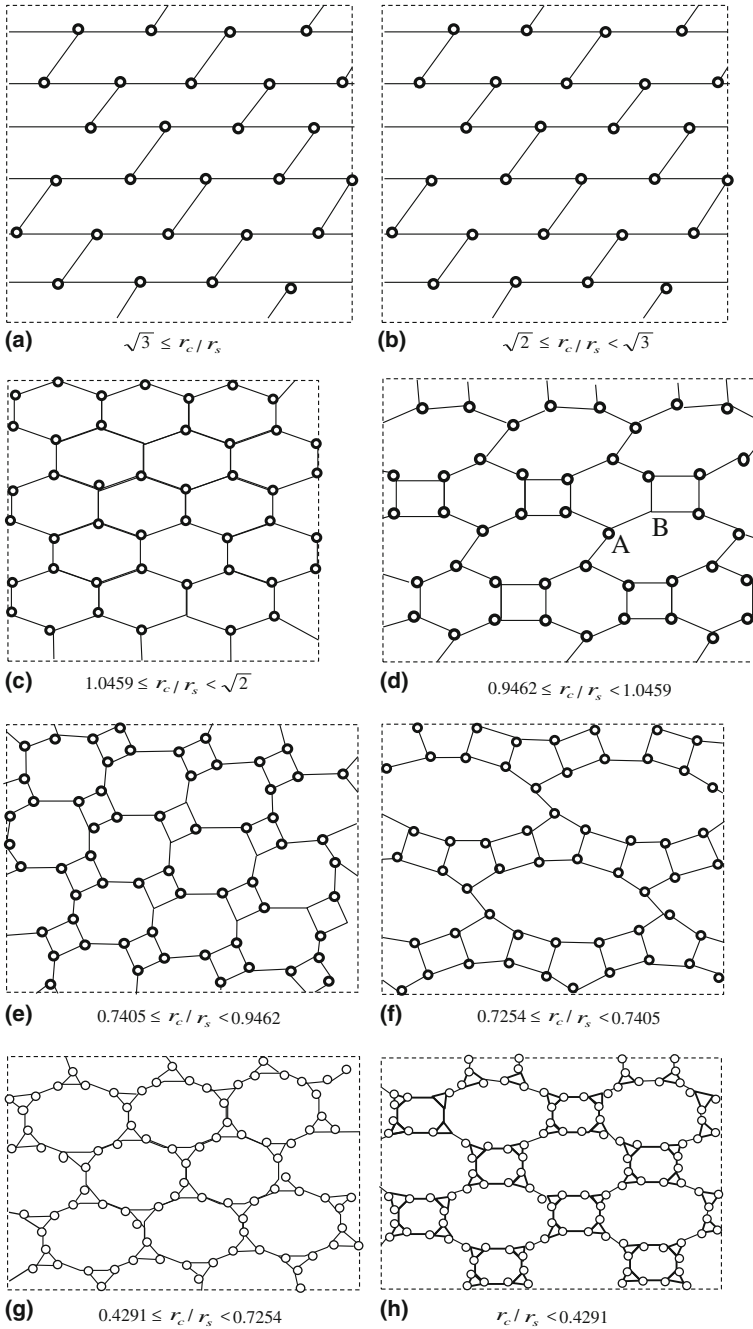 (a) √3 ≤ r_c / r_s
(b) √2 ≤ r_c / r_s < √3
(c) 1.0459 ≤ r_c / r_s < √2
A B
(d) 0.9462 ≤ r_c / r_s < 1.0459
(e) 0.7405 ≤ r_c / r_s < 0.9462
(f) 0.7254 ≤ r_c / r_s < 0.7405
(g) 0.4291 ≤ r_c / r_s < 0.7254
(h) r_c / r_s < 0.4291